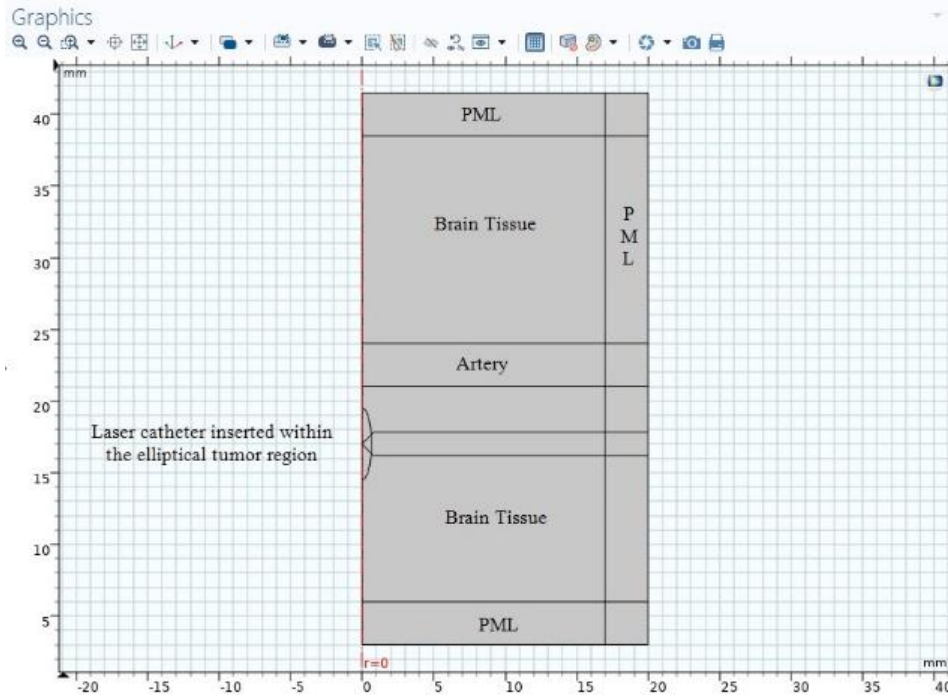 Graphics
mm
40
35
30
25
20
15
10
5
PML
Brain Tissue
P
M
L
Artery
Laser catheter inserted within
the elliptical tumor region
Brain Tissue
PML
r=0
mm
-20
-15
-10
-5
0
5
10
15
20
25
30
35
40